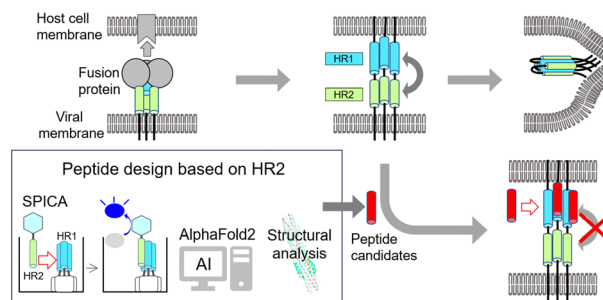 Host cell
membrane
Fusion
protein
Viral
membrane
HR1
HR2
Peptide design based on HR2
SPICA
HR1
HR2
AlphaFold2
AI
Structural
analysis
Peptide
candidates